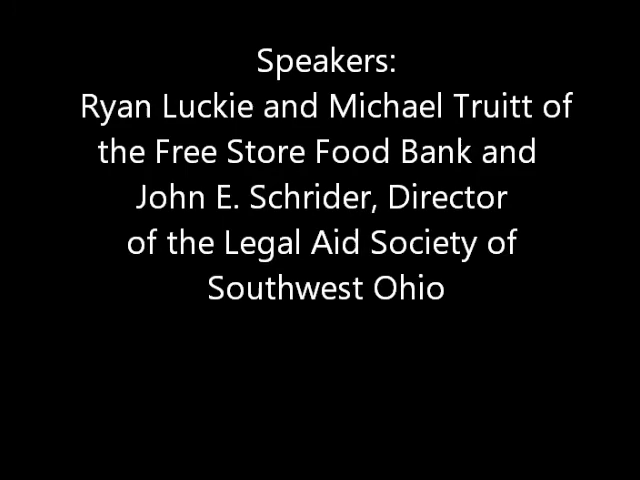 Speakers:
Ryan Luckie and Michael Truitt of
the Free Store Food Bank and
John E. Schrider, Director
of the Legal Aid Society of
Southwest Ohio